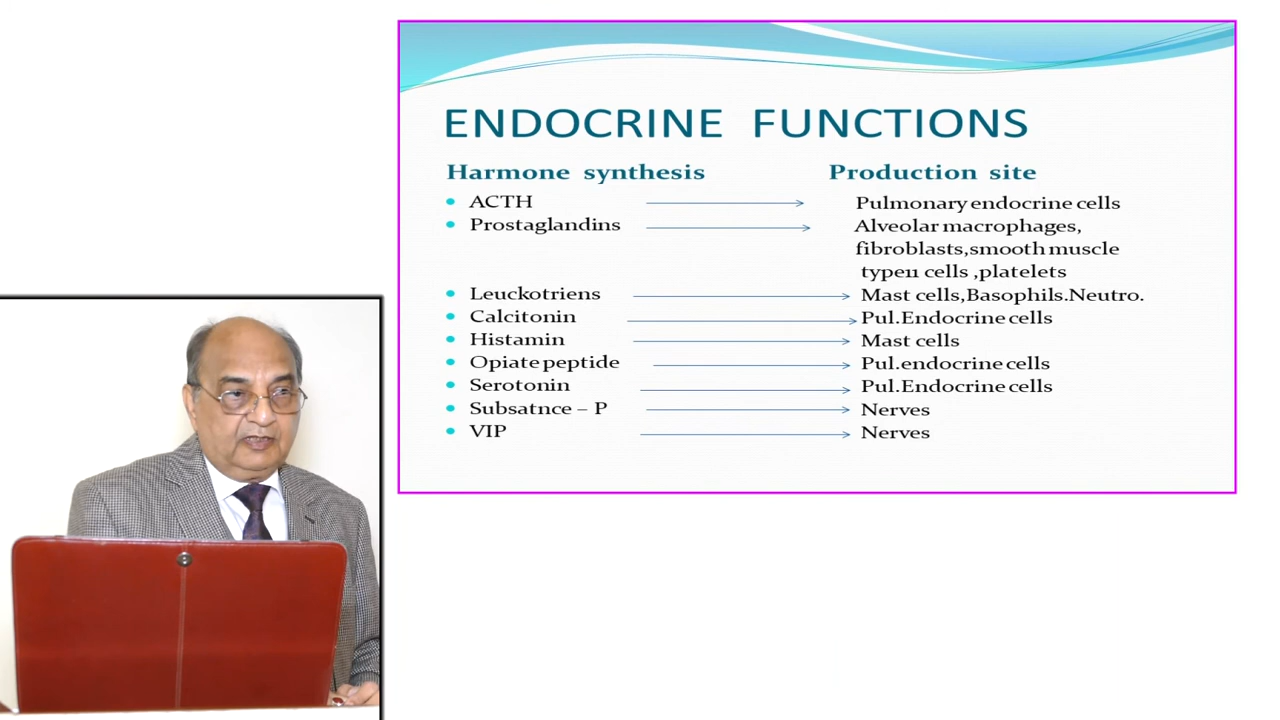 ENDOCRINE FUNCTIONS
Harmone synthesis Production site
ACTH Pulmonary endocrine cells
Prostaglandins Alveolar macrophages,
fibroblasts,smooth muscle
type11 cells ,platelets
Leuckotriens Mast cells,Basophils.Neutro.
Calcitonin Pul.Endocrine cells
Histamin Mast cells
Opiate peptide Pul.endocrine cells
Serotonin Pul.Endocrine cells
Subsatnce – P Nerves
VIP Nerves